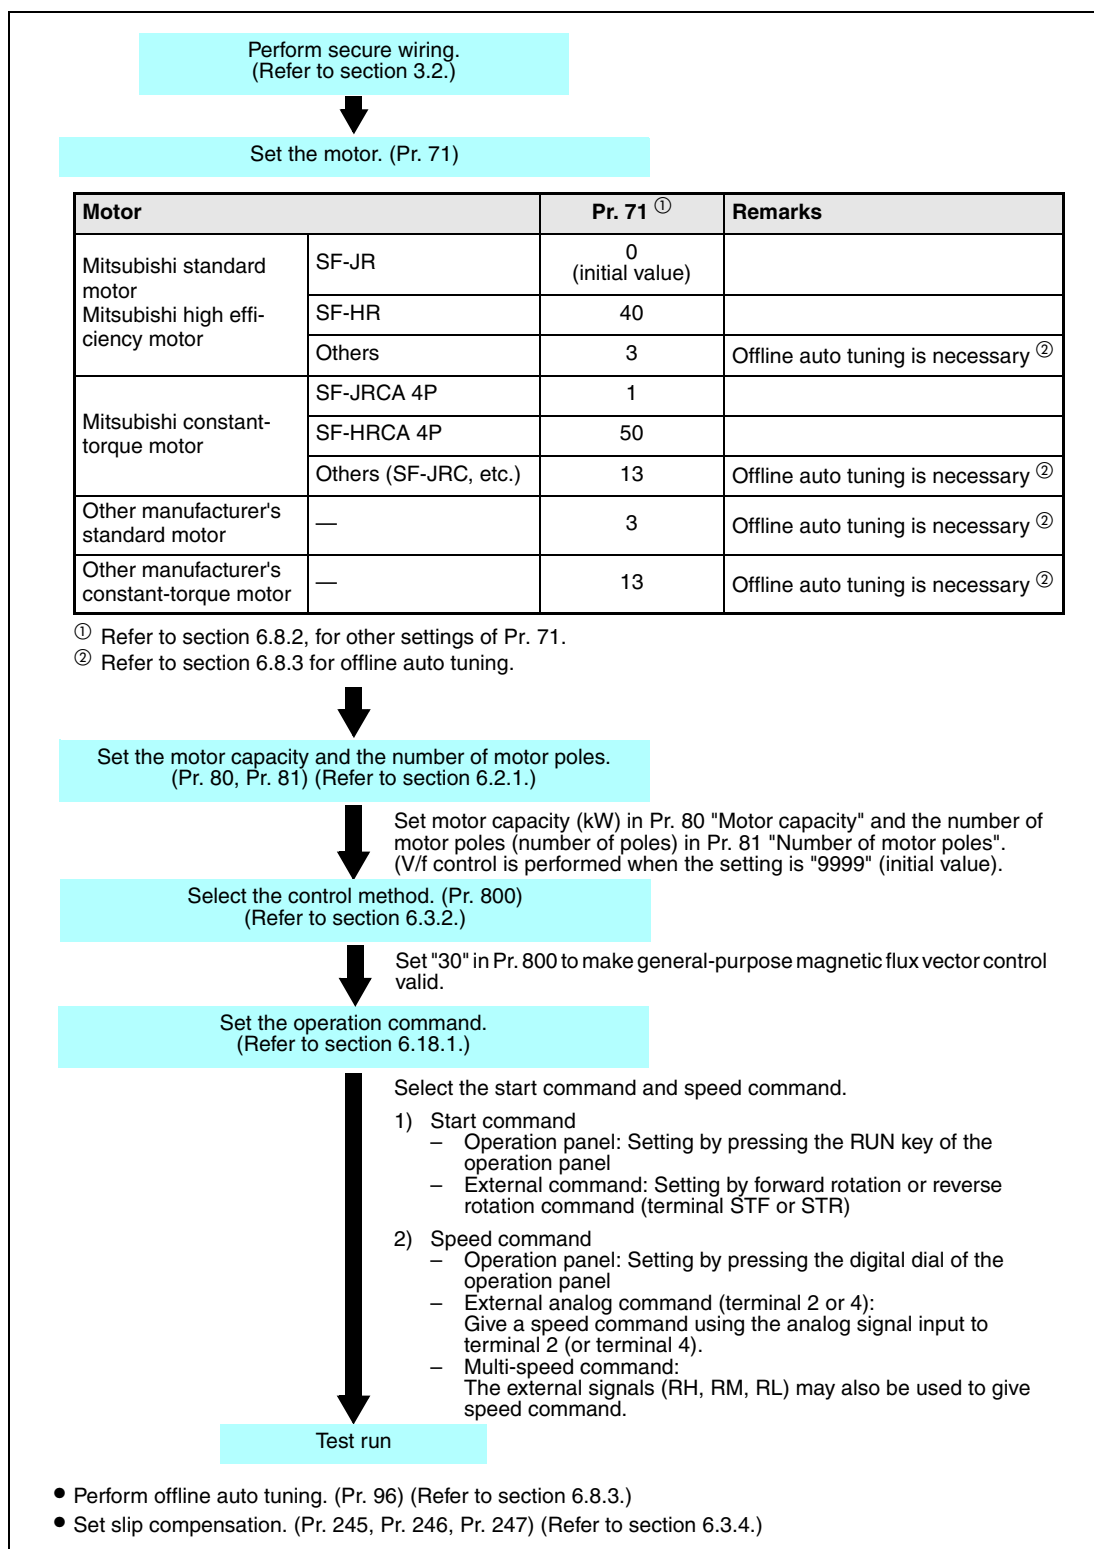 Perform secure wiring.
(Refer to section 3.2.)
Set the motor. (Pr. 71)
Motor Pr. 71 ① Remarks
Mitsubishi standard
motor
Mitsubishi high effi-
ciency motor
SF-JR 0
(initial value)
SF-HR 40
Others 3 Offline auto tuning is necessary ②
Mitsubishi constant-
torque motor
SF-JRCA 4P 1
SF-HRCA 4P 50
Others (SF-JRC, etc.) 13 Offline auto tuning is necessary ②
Other manufacturer's
standard motor
— 3 Offline auto tuning is necessary ②
Other manufacturer's
constant-torque motor
— 13 Offline auto tuning is necessary ②
① Refer to section 6.8.2, for other settings of Pr. 71.
② Refer to section 6.8.3 for offline auto tuning.
Set the motor capacity and the number of motor poles.
(Pr. 80, Pr. 81) (Refer to section 6.2.1.)
Set motor capacity (kW) in Pr. 80 "Motor capacity" and the number of
motor poles (number of poles) in Pr. 81 "Number of motor poles".
(V/f control is performed when the setting is "9999" (initial value).
Select the control method. (Pr. 800)
(Refer to section 6.3.2.)
Set "30" in Pr. 800 to make general-purpose magnetic flux vector control
valid.
Set the operation command.
(Refer to section 6.18.1.)
Select the start command and speed command.
1) Start command
– Operation panel: Setting by pressing the RUN key of the
operation panel
– External command: Setting by forward rotation or reverse
rotation command (terminal STF or STR)
2) Speed command
– Operation panel: Setting by pressing the digital dial of the
operation panel
– External analog command (terminal 2 or 4):
Give a speed command using the analog signal input to
terminal 2 (or terminal 4).
– Multi-speed command:
The external signals (RH, RM, RL) may also be used to give
speed command.
Test run
● Perform offline auto tuning. (Pr. 96) (Refer to section 6.8.3.)
● Set slip compensation. (Pr. 245, Pr. 246, Pr. 247) (Refer to section 6.3.4.)